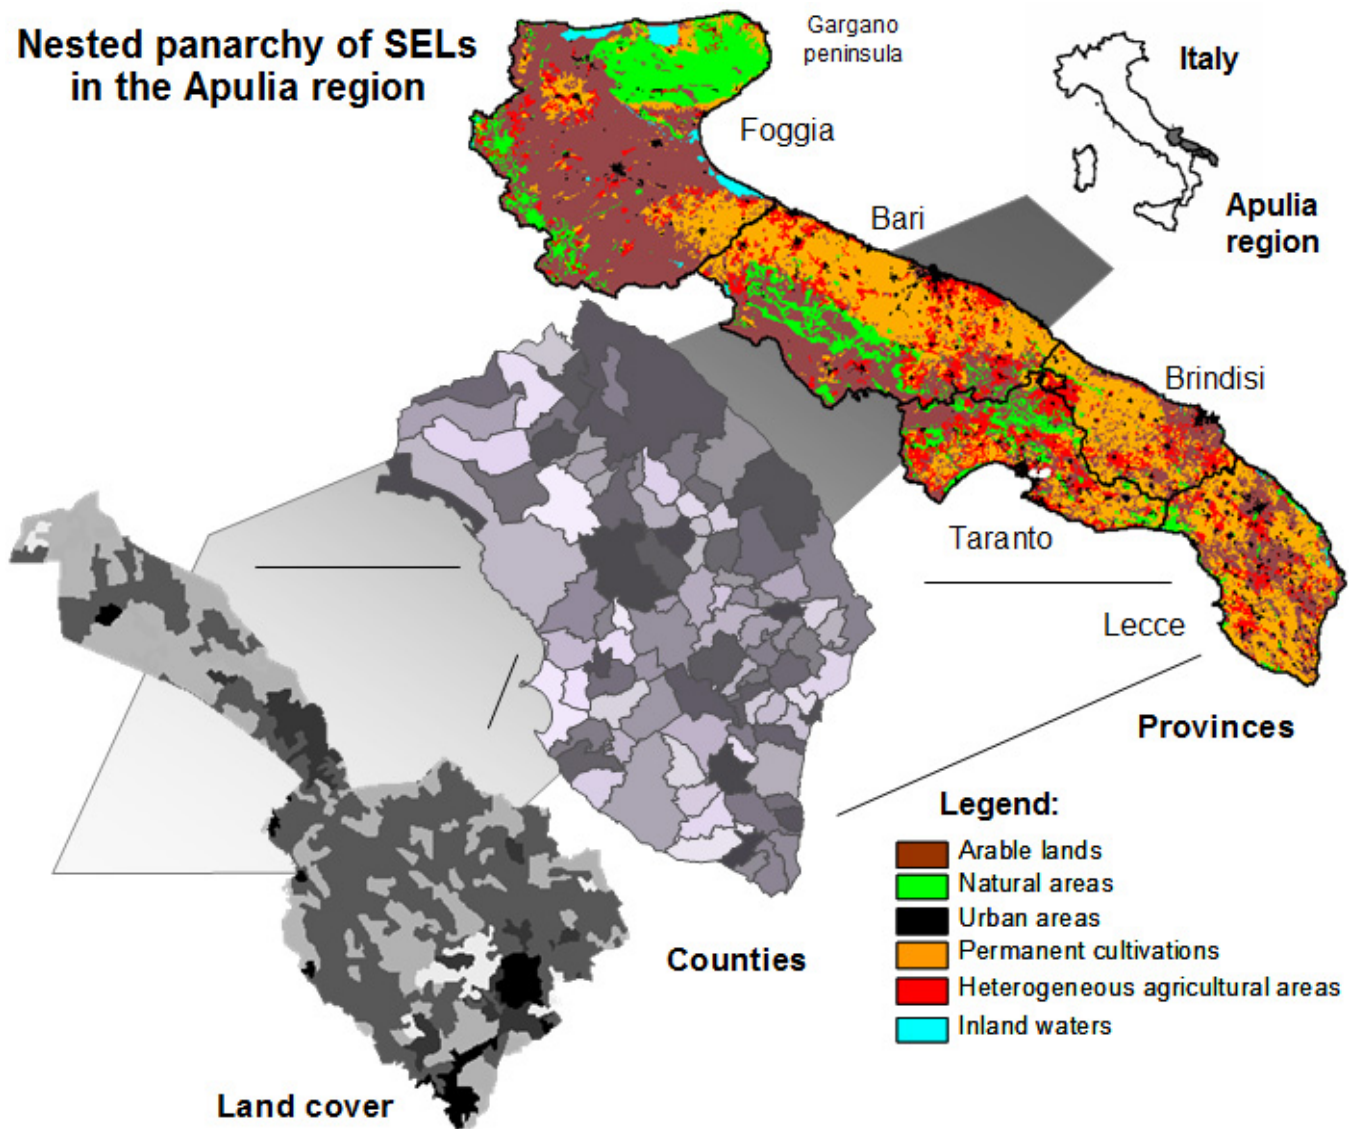 Nested panarchy of SELs
in the Apulia region
Gargano
peninsula
Italy
Foggia
Apulia
region
Bari
Brindisi
Taranto
Lecce
Provinces
Legend:
Arable lands
Natural areas
Urban areas
Permanent cultivations
Heterogeneous agricultural areas
Inland waters
Counties
Land cover